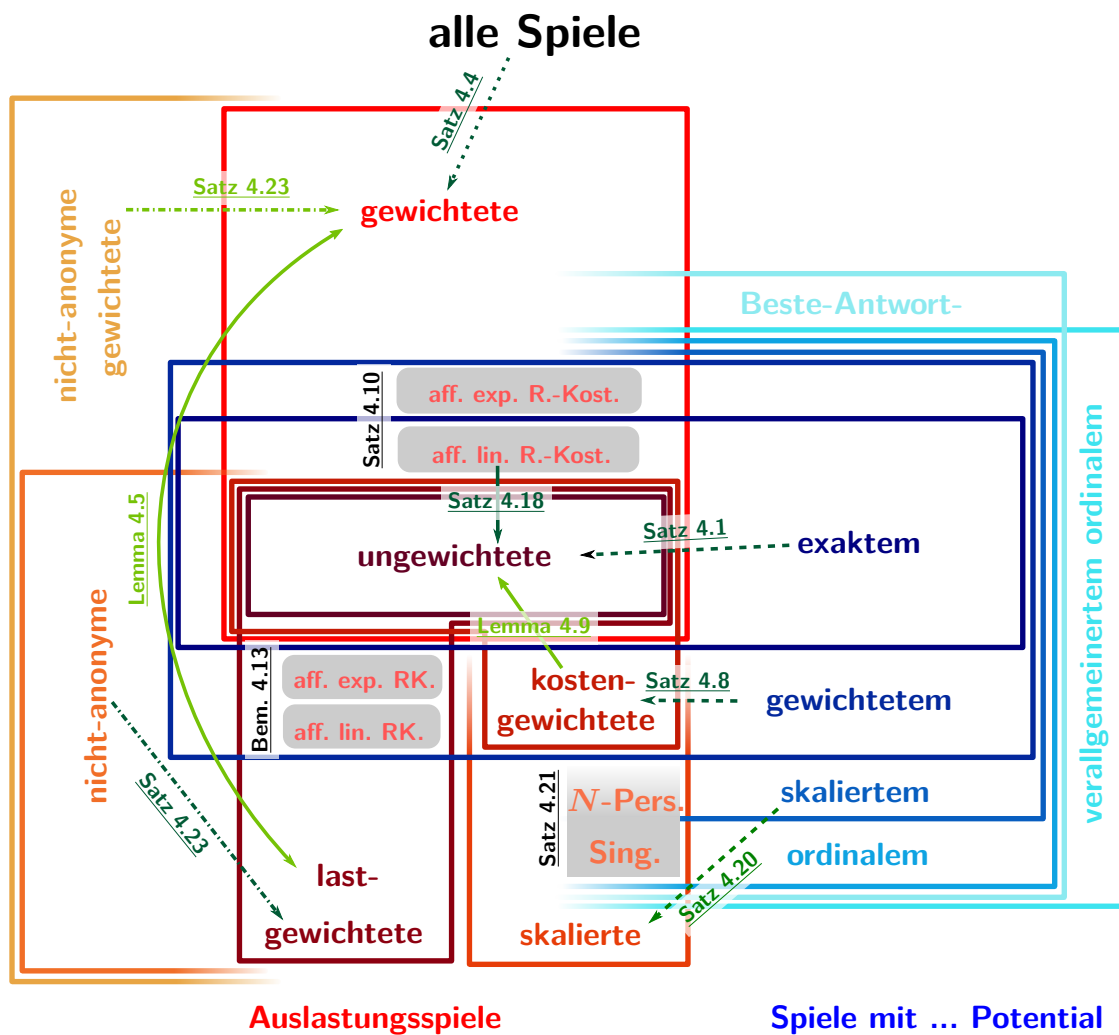 alle Spiele
Satz 4.4
Satz 4.23
gewichtete
nicht-anonyme
gewichtete
Beste-Antwort-
verallgemeinertem ordinalem
Satz 4.10
aff. exp. R.-Kost.
aff. lin. R.-Kost.
Satz 4.18
Satz 4.1
ungewichtete
exaktem
Lemma 4.5
Lemma 4.9
nicht-anonyme
Bem. 4.13
aff. exp. RK.
aff. lin. RK.
kosten-
gewichtete
Satz 4.8
gewichtetem
Satz 4.23
Satz 4.21
N-Pers.
Sing.
skaliertem
ordinalem
Satz 4.20
last-
gewichtete
skalierte
Auslastungsspiele
Spiele mit ... Potential